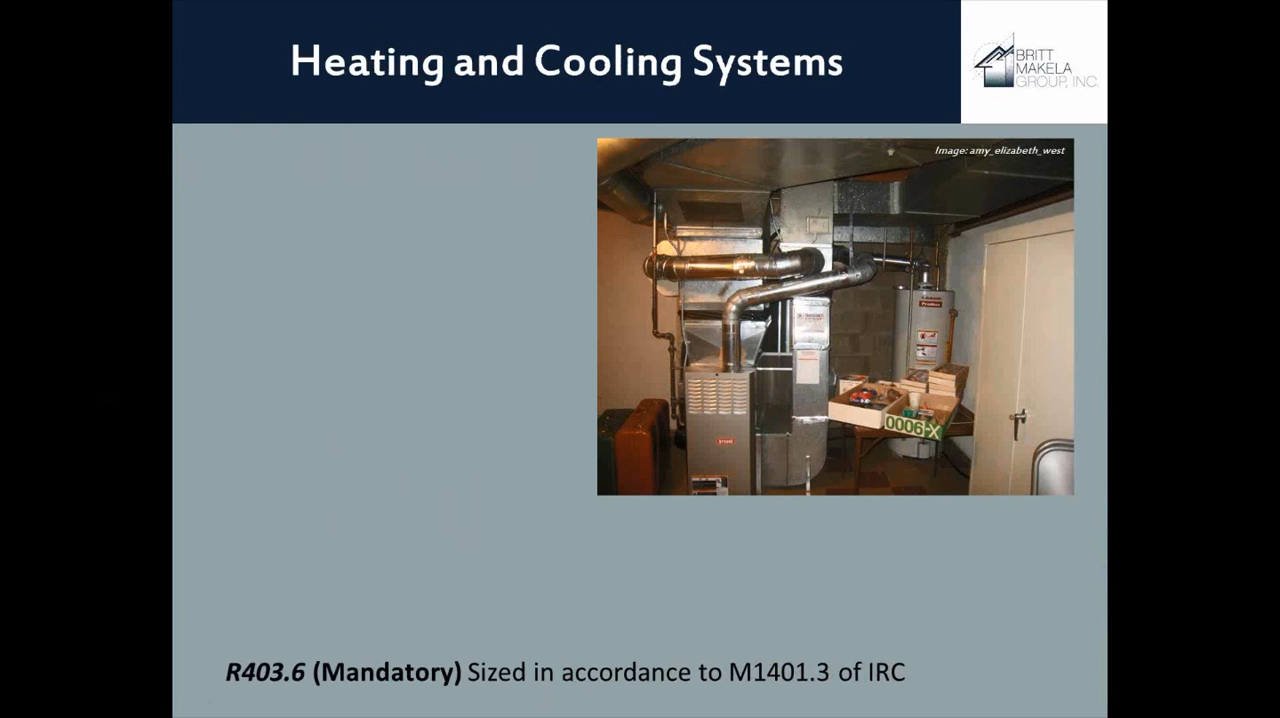 Heating and Cooling Systems
BRITT
MAKELA
GROUP, INC.
Image: amy_elizabeth_west
0006-X
R403.6 (Mandatory) Sized in accordance to M1401.3 of IRC